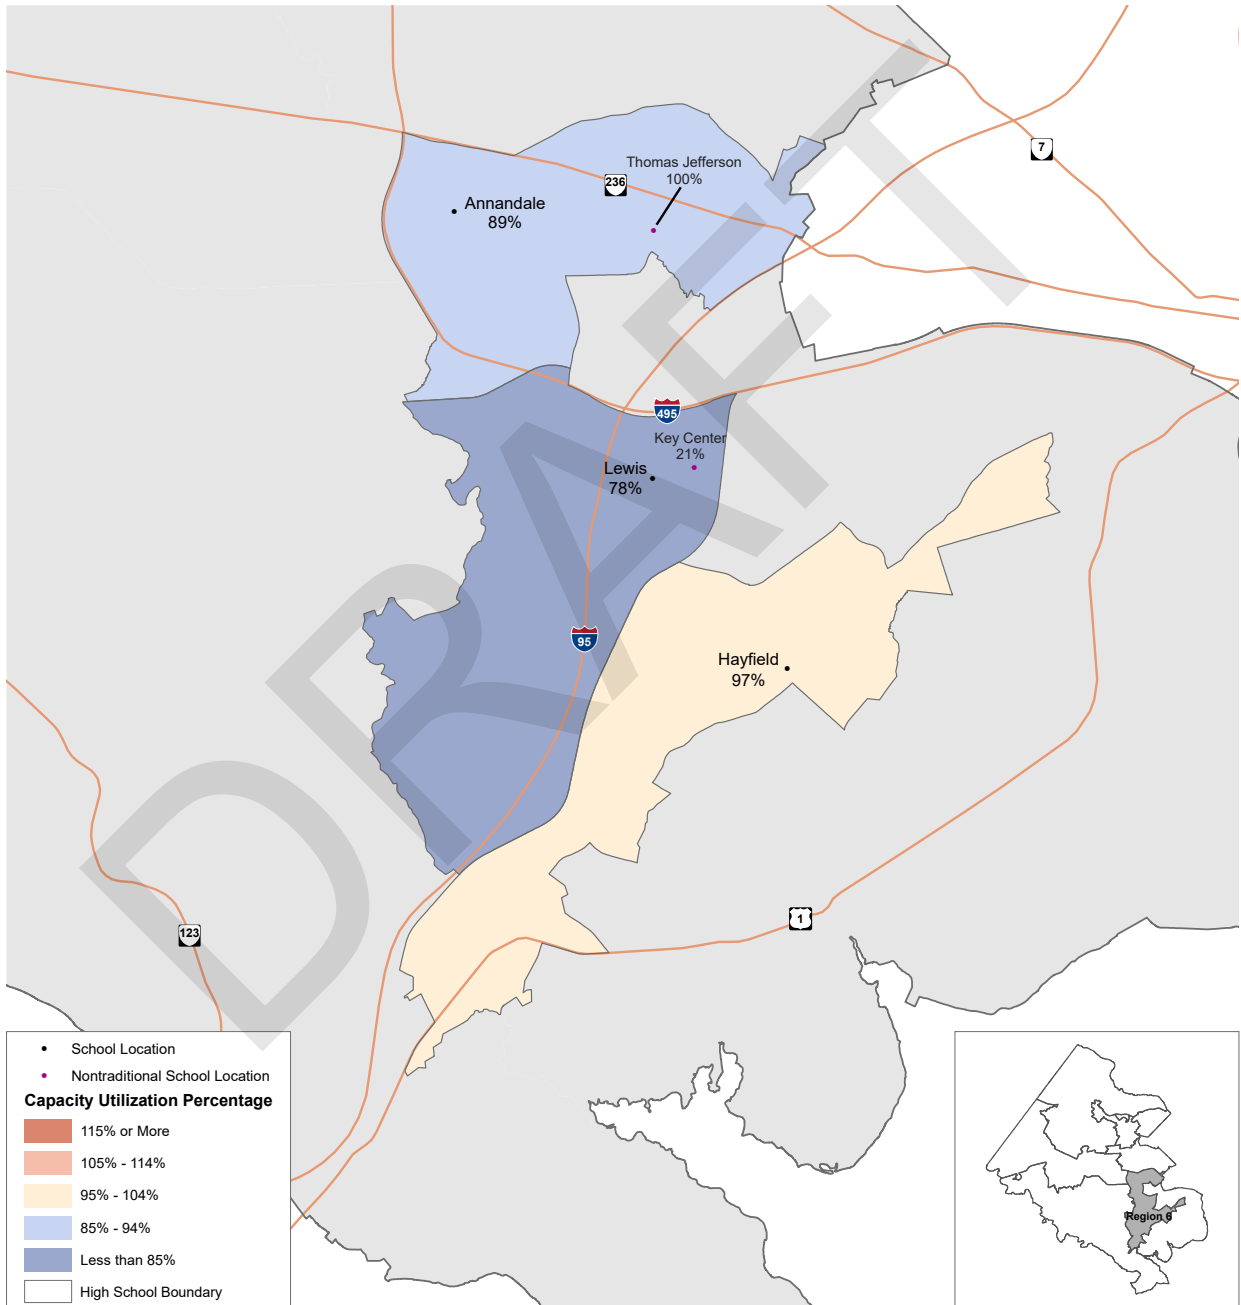 7
Thomas Jefferson
100%
236
Annandale
89%
495
Key Center
21%
Lewis
78%
95
Hayfield
97%
1
123
DRAFT
School Location
Nontraditional School Location
Capacity Utilization Percentage
115% or More
105% - 114%
95% - 104%
85% - 94%
Less than 85%
High School Boundary
Region 6